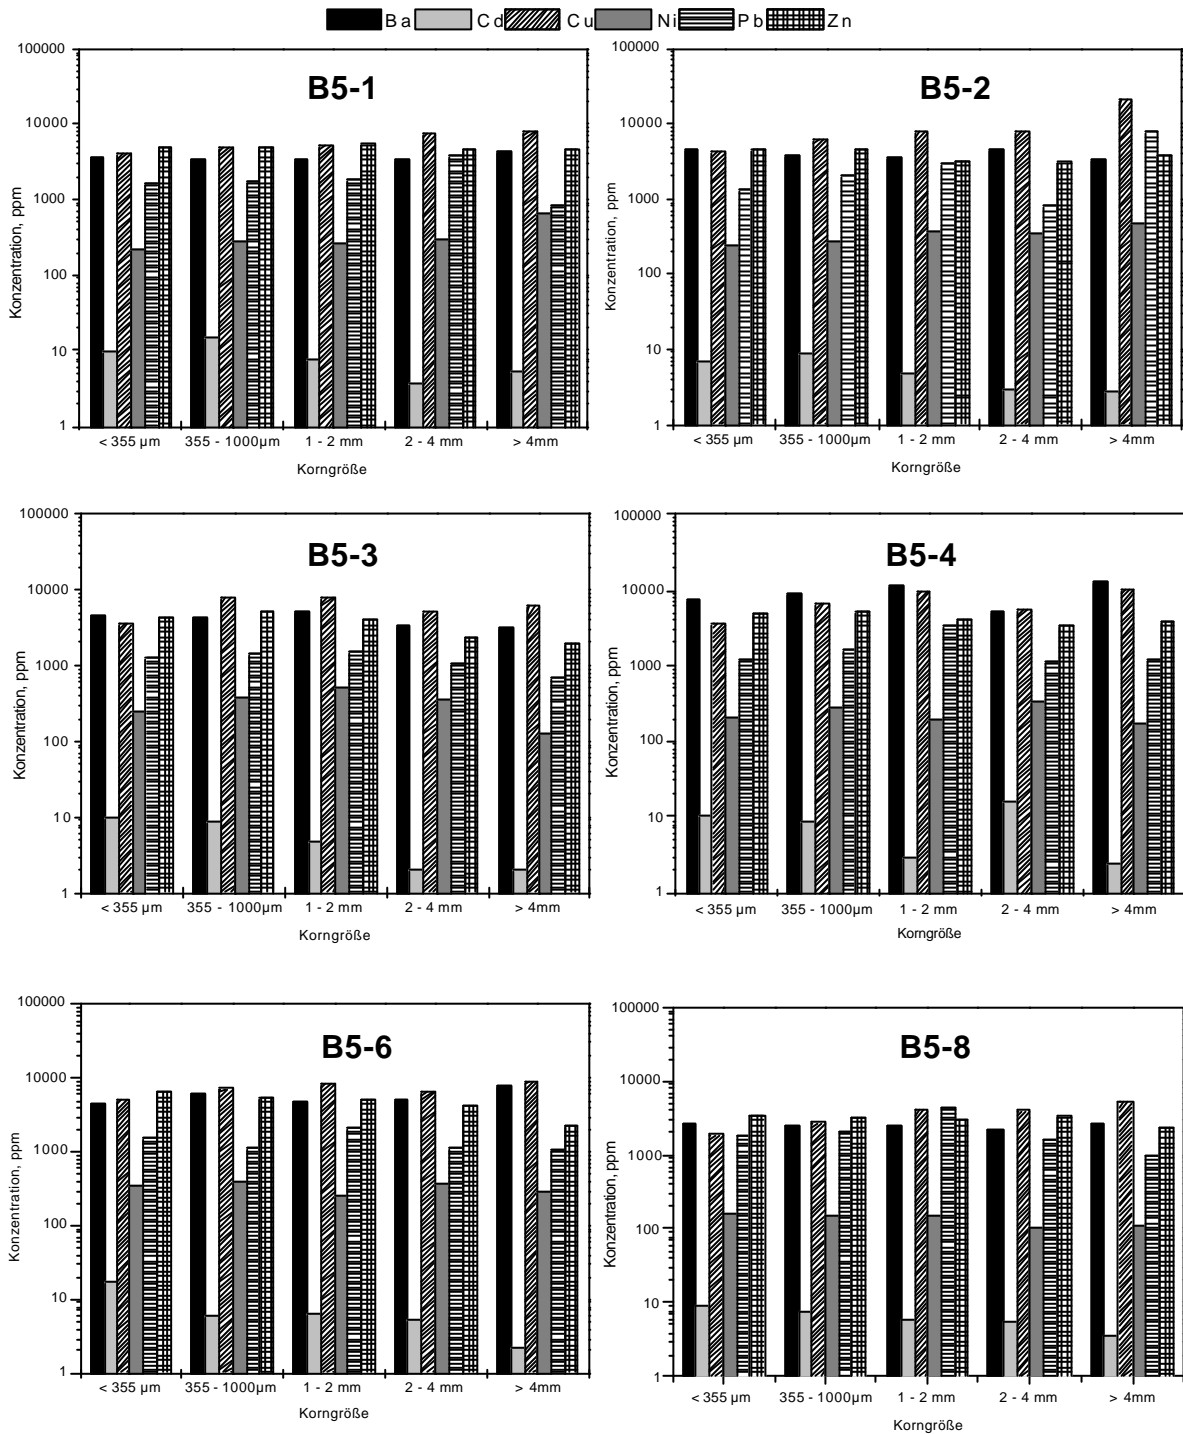 Ba Cd Cu Ni Pb Zn
B5-1
100000
10000
1000
100
10
1
Konzentration, ppm
< 355 µm 355 - 1000µm 1 - 2 mm 2 - 4 mm > 4mm
Korngröße
B5-2
100000
10000
1000
100
10
1
Konzentration, ppm
< 355 µm 355 - 1000µm 1 - 2 mm 2 - 4 mm > 4mm
Korngröße
B5-3
100000
10000
1000
100
10
1
Konzentration, ppm
< 355 µm 355 - 1000µm 1 - 2 mm 2 - 4 mm > 4mm
Korngröße
B5-4
100000
10000
1000
100
10
1
Konzentration, ppm
< 355 µm 355 - 1000µm 1 - 2 mm 2 - 4 mm > 4mm
Korngröße
B5-6
100000
10000
1000
100
10
1
Konzentration, ppm
< 355 µm 355 - 1000µm 1 - 2 mm 2 - 4 mm > 4mm
Korngröße
B5-8
100000
10000
1000
100
10
1
Konzentration, ppm
< 355 µm 355 - 1000µm 1 - 2 mm 2 - 4 mm > 4mm
Korngröße